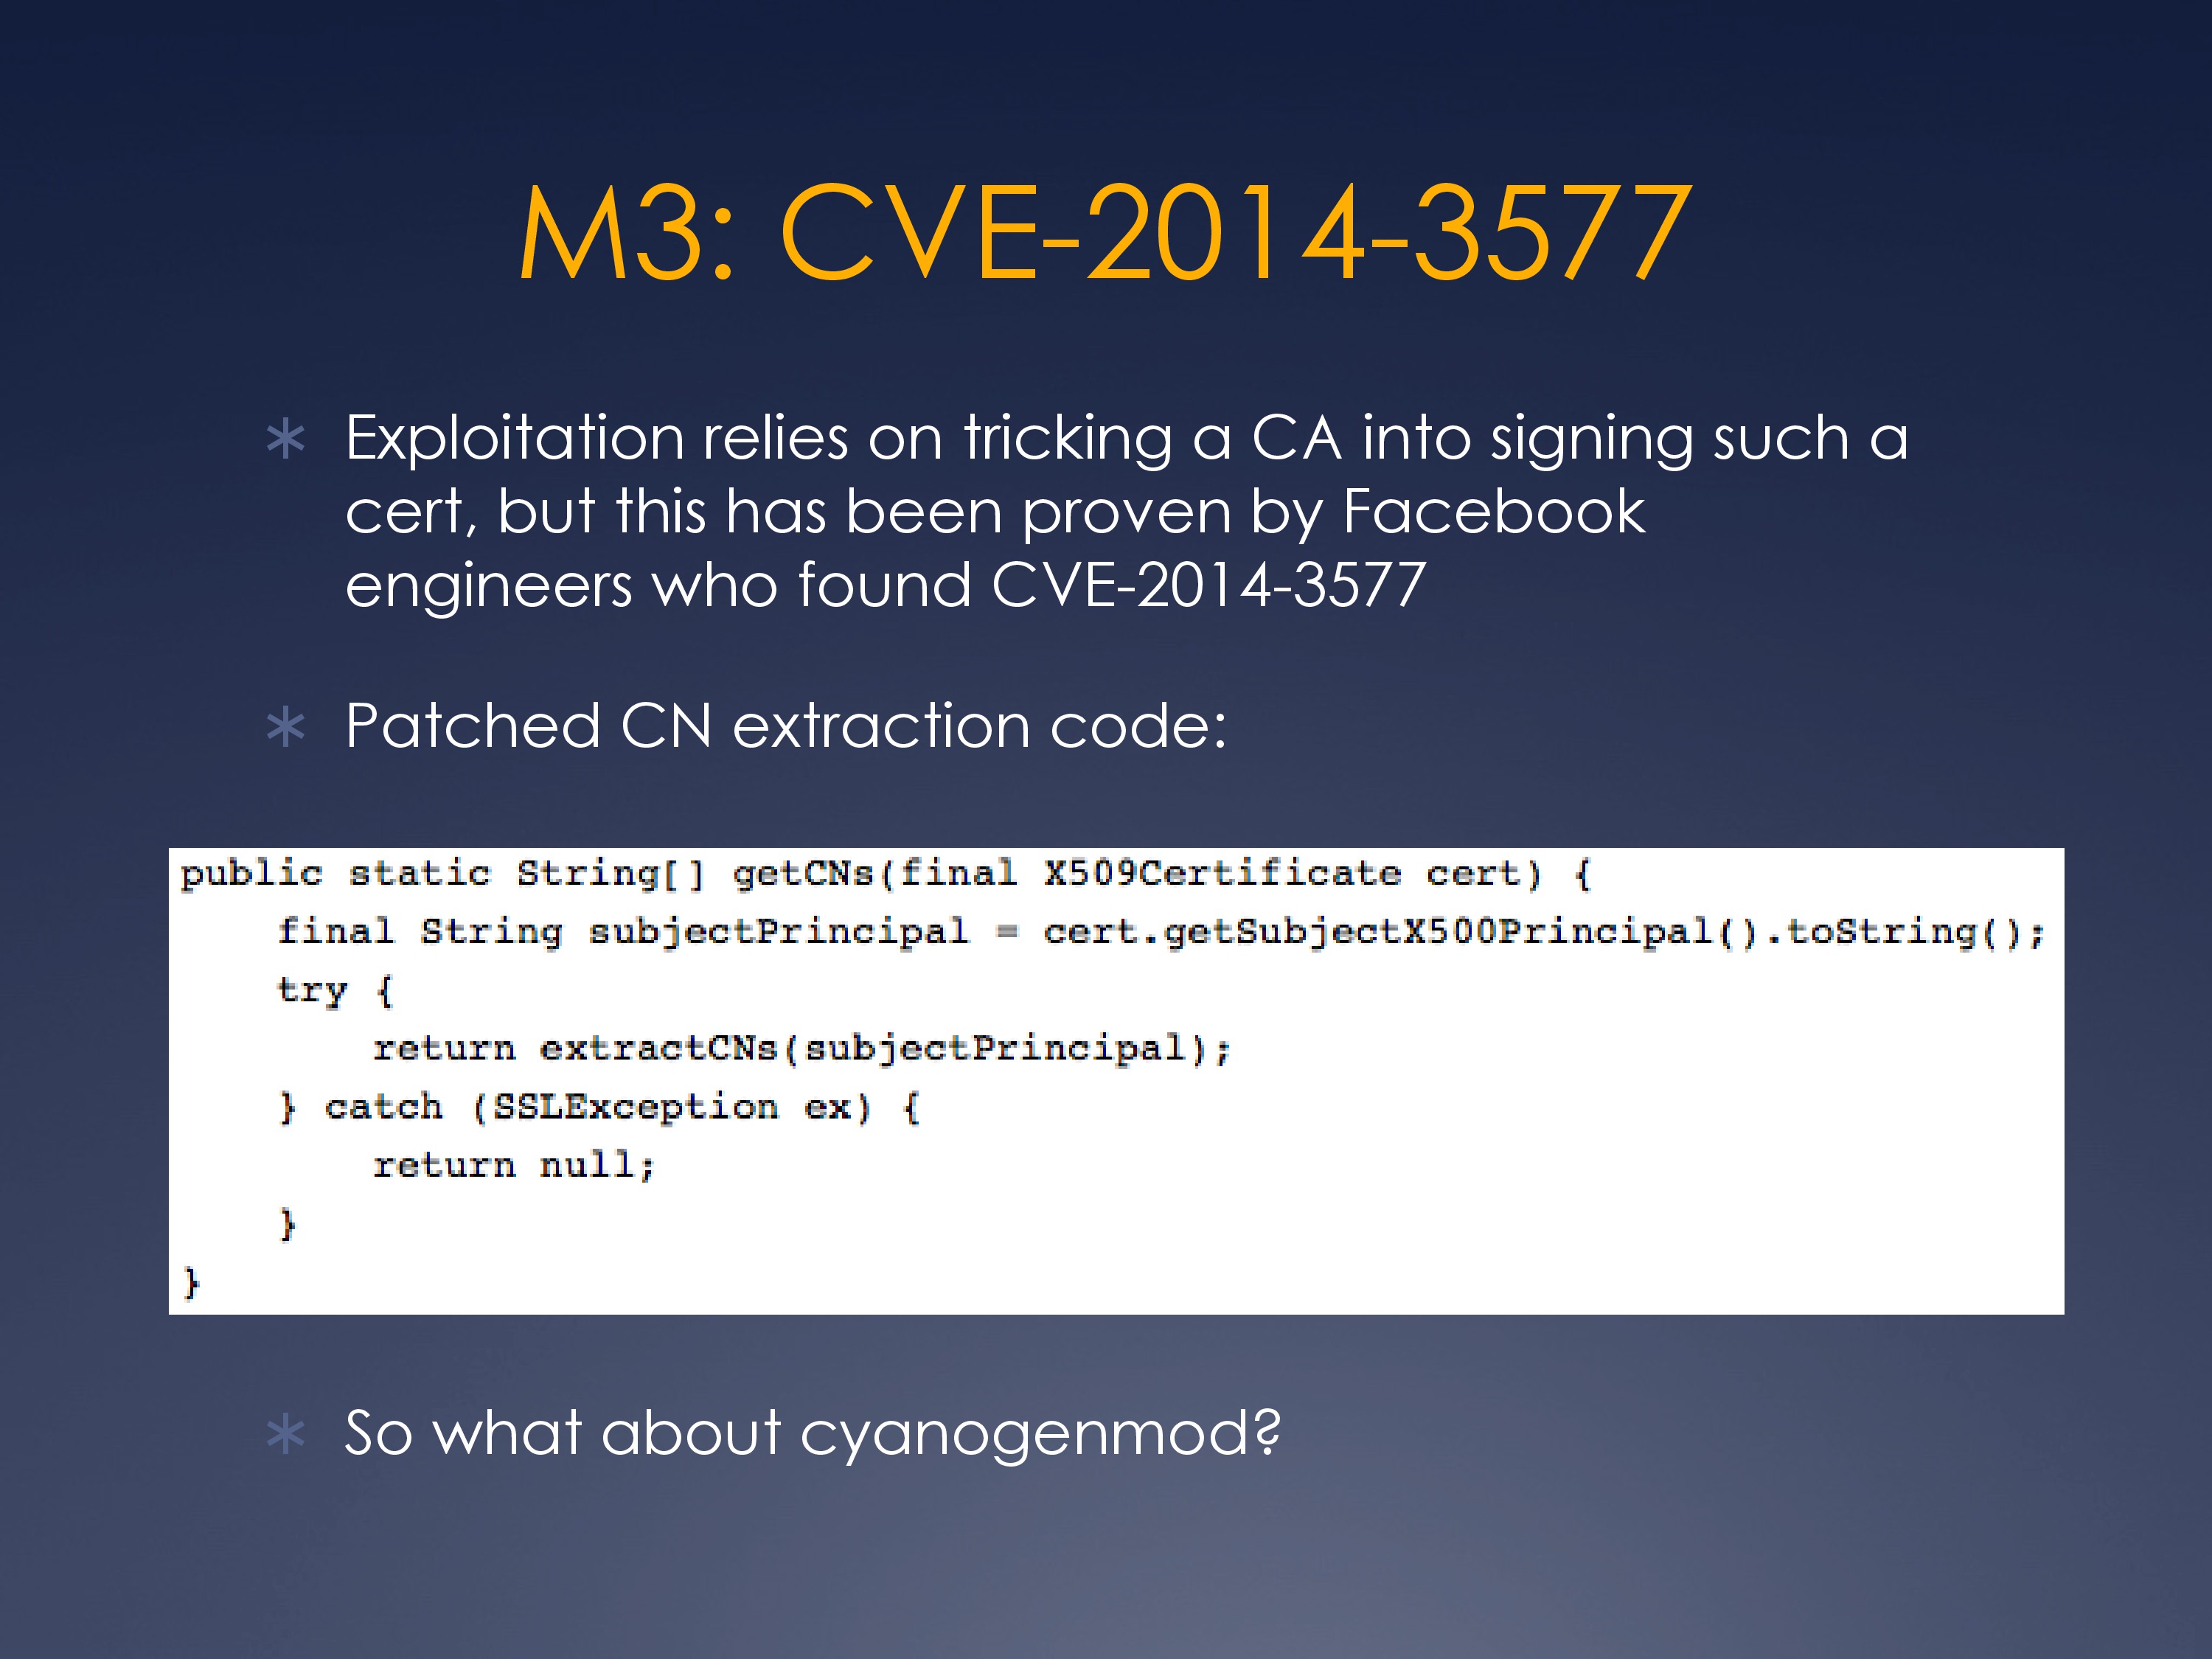 M3: CVE-2014-3577
* Exploitation relies on tricking a CA into signing such a
cert, but this has been proven by Facebook
engineers who found CVE-2014-3577
* Patched CN extraction code:
public static String[] getCNs(final X509Certificate cert) {
    final String subjectPrincipal = cert.getSubjectX500Principal().toString();
    try {
        return extractCNs(subjectPrincipal);
    } catch (SSLException ex) {
        return null;
    }
}
* So what about cyanogenmod?